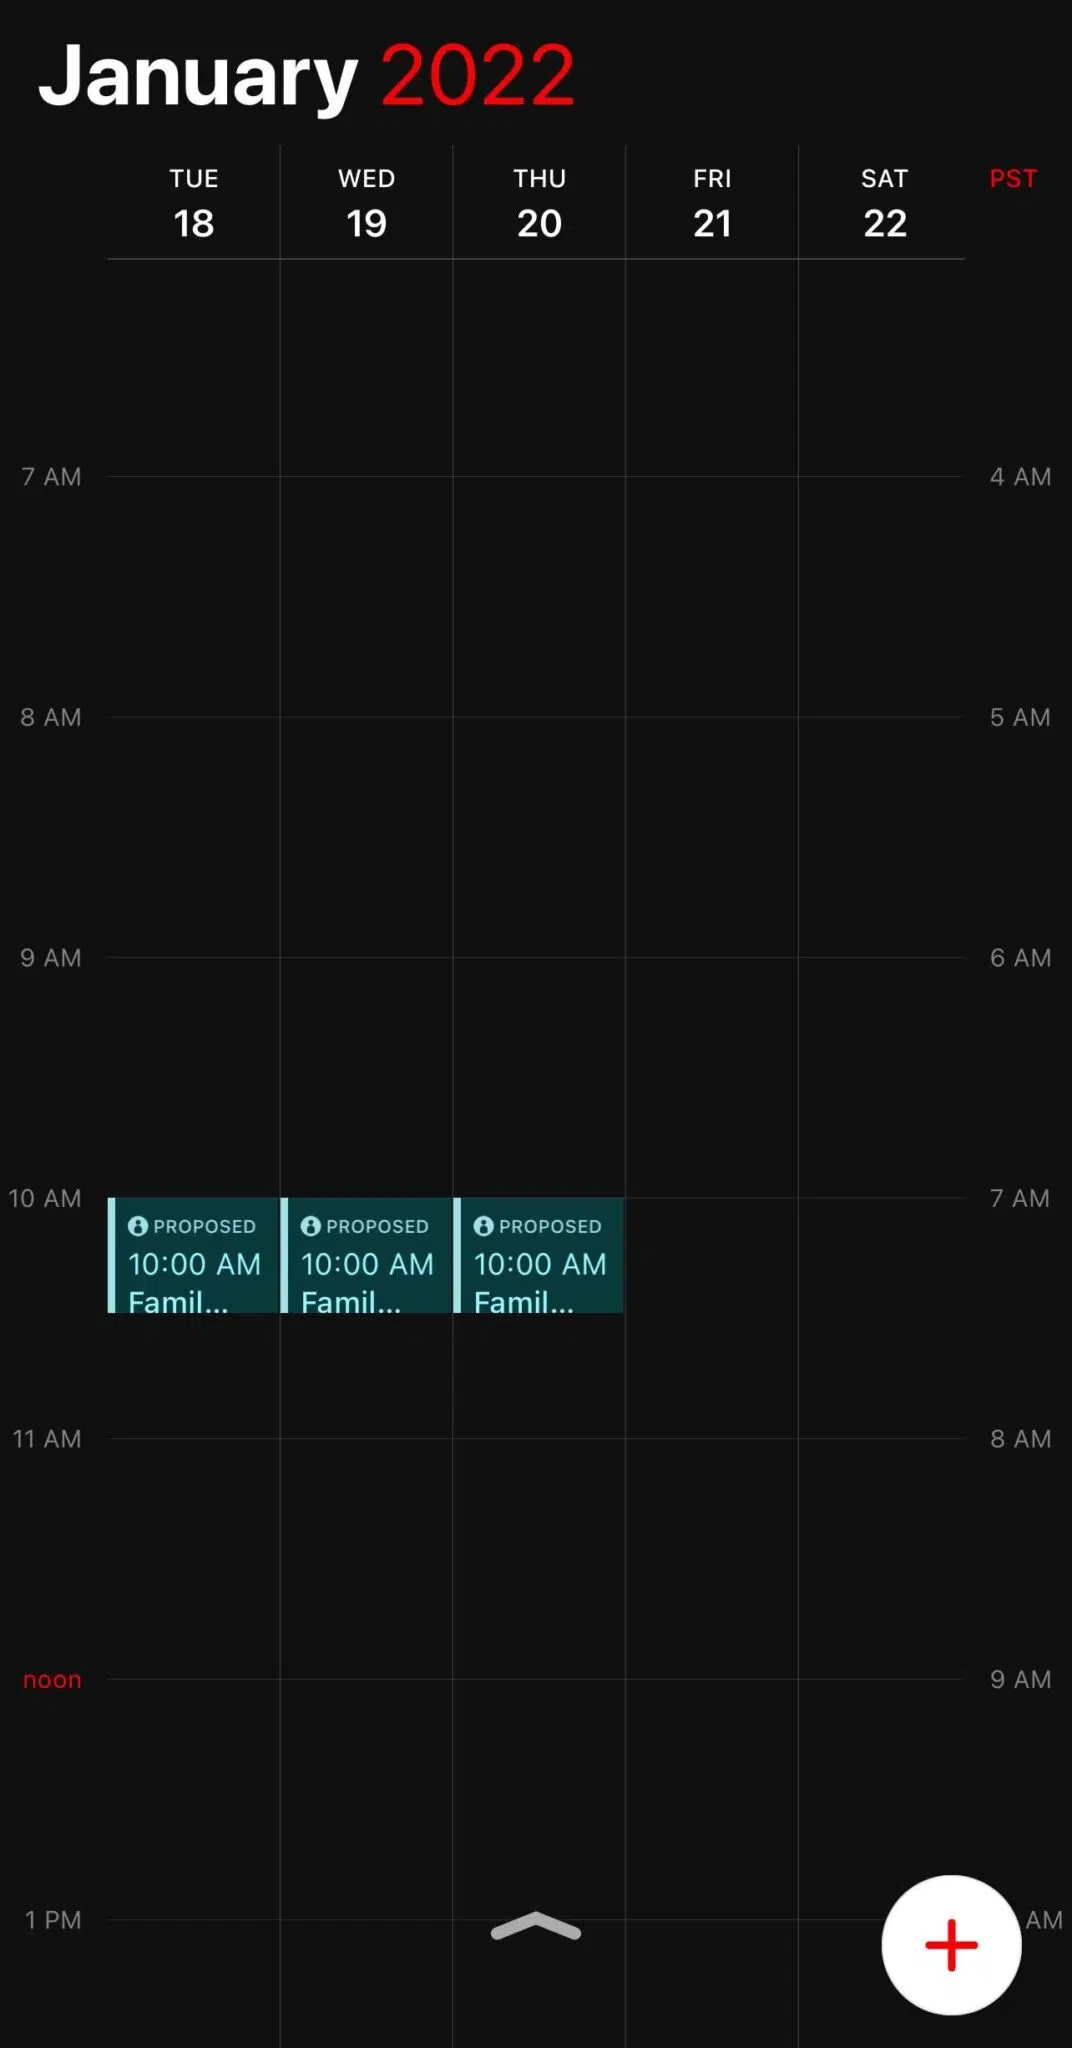 January 2022
TUE WED THU FRI SAT PST
18 19 20 21 22
7 AM 4 AM
8 AM 5 AM
9 AM 6 AM
10 AM 7 AM
PROPOSED PROPOSED PROPOSED
10:00 AM 10:00 AM 10:00 AM
Famil... Famil... Famil...
11 AM 8 AM
noon 9 AM
1 PM AM